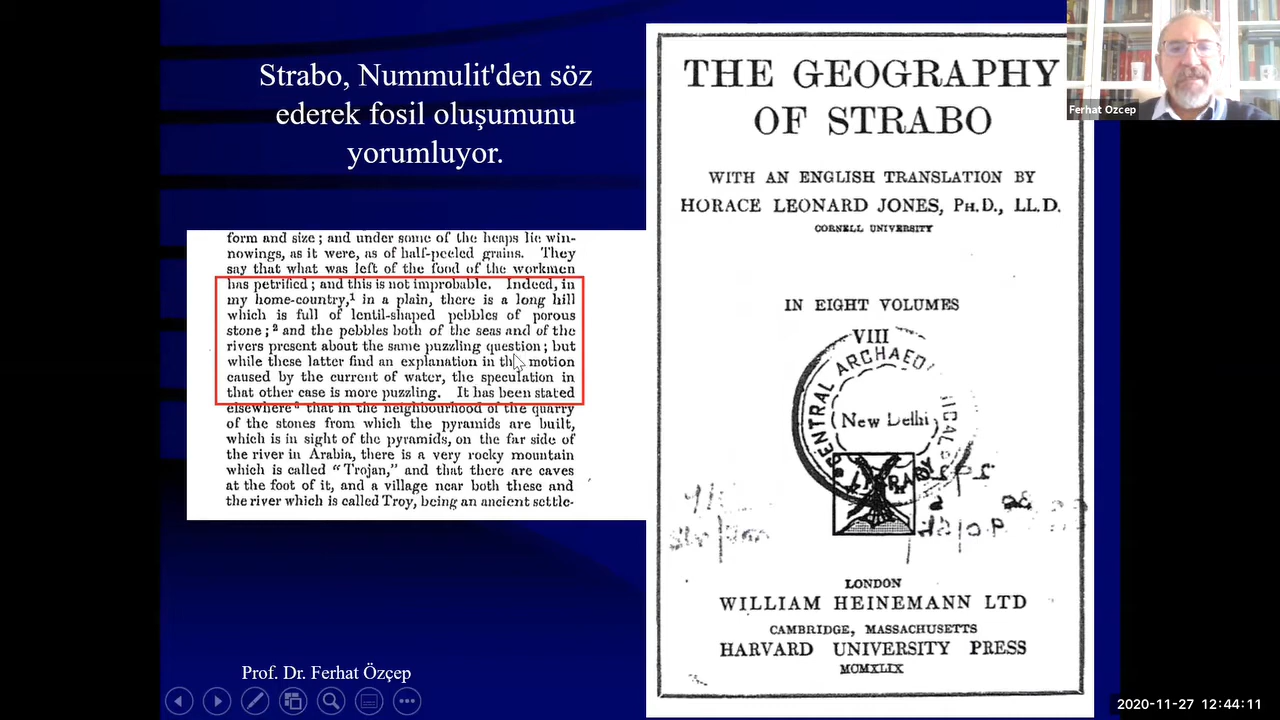 Strabo, Nummulit'den söz
ederek fosil oluşumunu
yorumluyor.
form and size; and under some of the heaps lie win-
nowings, as it were, as of half-peeled grains. They
say that what was left of the food of the workmen
has petrified; and this is not improbable. Indeed, in
my home-country,¹ in a plain, there is a long hill
which is full of lentil-shaped pebbles of porous
stone;² and the pebbles both of the seas and of the
rivers present about the same puzzling question; but
while these latter find an explanation in the motion
caused by the current of water, the speculation in
that other case is more puzzling. It has been stated
elsewhere³ that in the neighbourhood of the quarry
of the stones from which the pyramids are built,
which is in sight of the pyramids, on the far side of
the river in Arabia, there is a very rocky mountain
which is called "Trojan," and that there are caves
at the foot of it, and a village near both these and
the river which is called Troy, being an ancient settle-
Prof. Dr. Ferhat Özçep
THE GEOGRAPHY
OF STRABO
WITH AN ENGLISH TRANSLATION BY
HORACE LEONARD JONES, PH.D., LL.D.
CORNELL UNIVERSITY
IN EIGHT VOLUMES
VIII
CENTRAL ARCHAEOLOGICAL
LIBRARY
New Delhi
LONDON
WILLIAM HEINEMANN LTD
CAMBRIDGE, MASSACHUSETTS
HARVARD UNIVERSITY PRESS
MCMXLIX
Ferhat Ozcep
2020-11-27 12:44:11